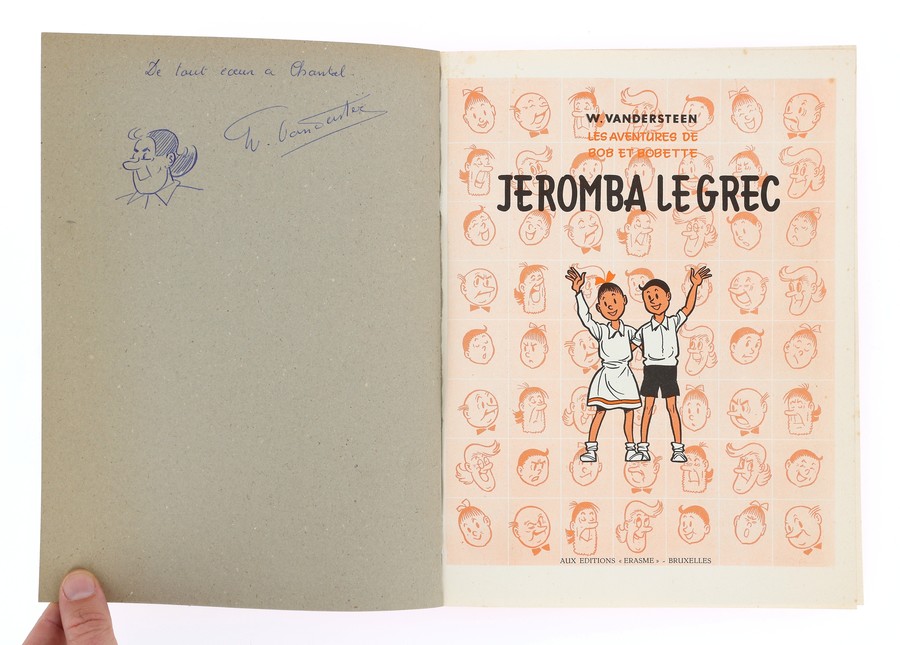 De tout cœur a Chantal.
W. Vandersteen
W. VANDERSTEEN
LES AVENTURES DE
BOB ET BOBETTE
JEROMBA LE GREC
AUX EDITIONS « ERASME » - BRUXELLES